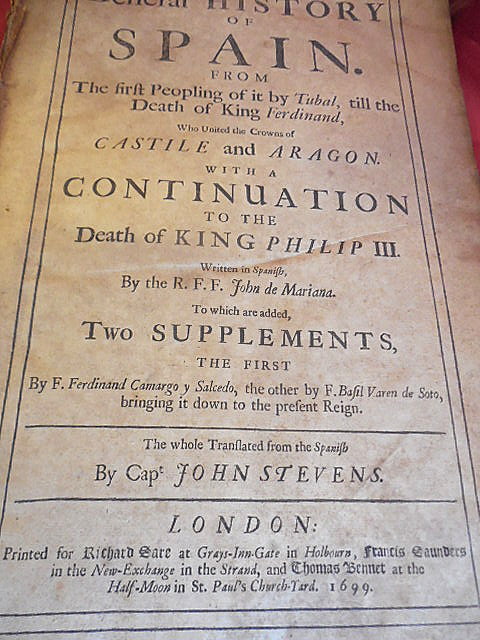 General HISTORY
OF
SPAIN.
FROM
The firſt Peopling of it by Tubal, till the
Death of King Ferdinand,
Who United the Crowns of
CASTILE and ARAGON.
WITH A
CONTINUATION
TO THE
Death of KING PHILIP III.
Written in Spaniſh,
By the R. F. F. John de Mariana.
To which are added,
Two SUPPLEMENTS,
THE FIRST
By F. Ferdinand Camargo y Salcedo, the other by F. Baſil Varen de Soto,
bringing it down to the preſent Reign.
The whole Tranſlated from the Spaniſh
By Capt JOHN STEVENS.
LONDON:
Printed for Richard Sare at Grays-Inn-Gate in Holbourn, Francis Saunders
in the New-Exchange in the Strand, and Thomas Bennet at the
Half-Moon in St. Paul's Church-Yard. 1699.